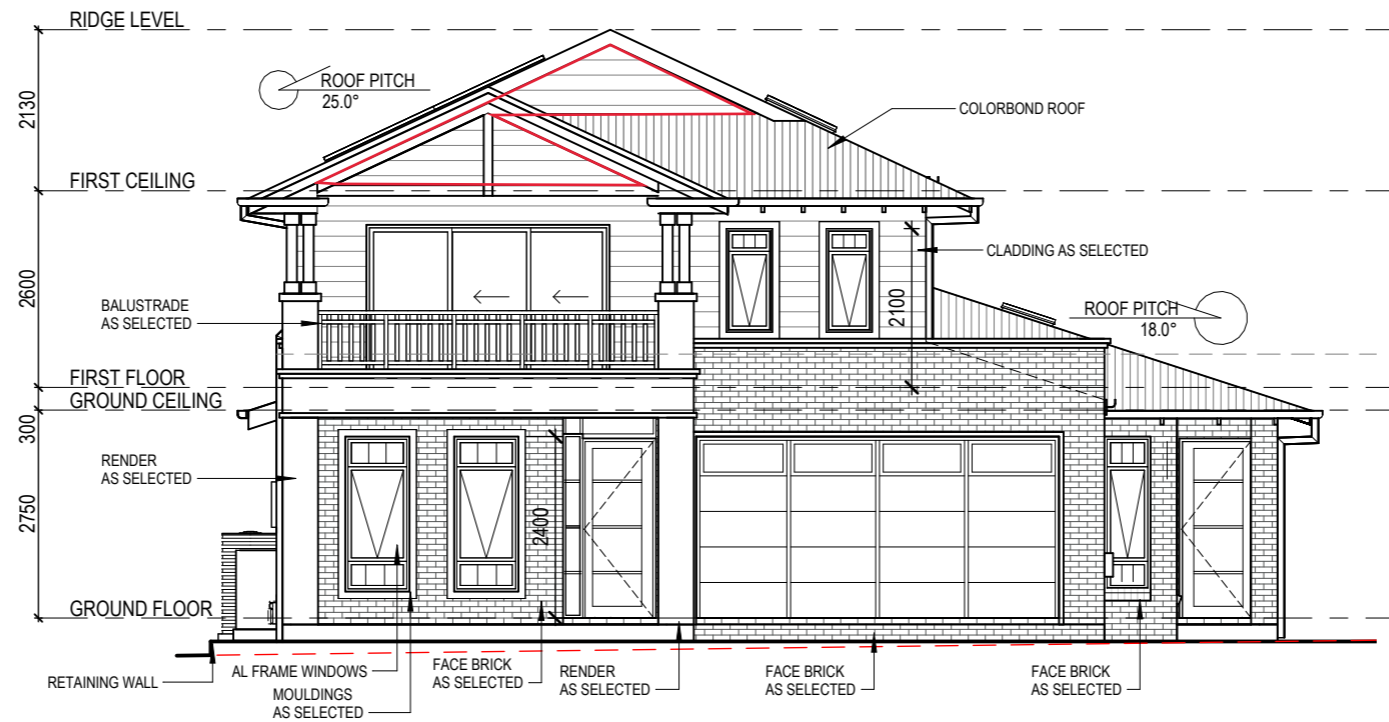 RIDGE LEVEL
ROOF PITCH
25.0°
2130
COLORBOND ROOF
FIRST CEILING
CLADDING AS SELECTED
2600
2100
BALUSTRADE
AS SELECTED
ROOF PITCH
18.0°
FIRST FLOOR
GROUND CEILING
300
RENDER
AS SELECTED
2750
2400
GROUND FLOOR
RETAINING WALL
AL FRAME WINDOWS
MOULDINGS
AS SELECTED
FACE BRICK
AS SELECTED
RENDER
AS SELECTED
FACE BRICK
AS SELECTED
FACE BRICK
AS SELECTED